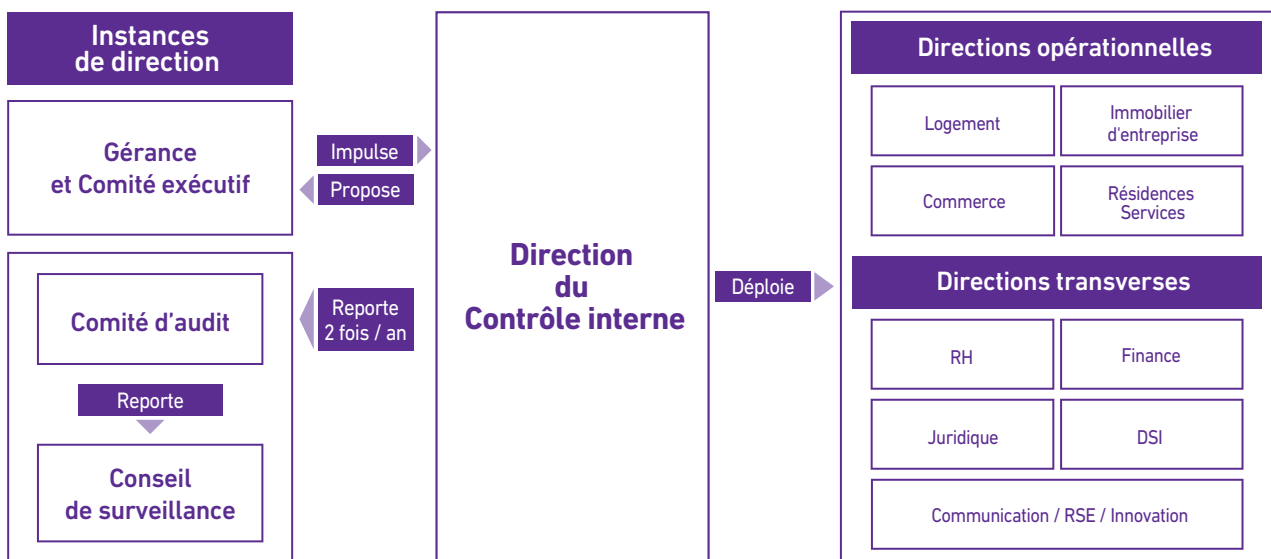 Instances
de direction
Gérance
et Comité exécutif
Impulse
Propose
Comité d’audit
Reporte
2 fois / an
Reporte
Conseil
de surveillance
Direction
du
Contrôle interne
Déploie
Directions opérationnelles
Logement
Immobilier
d'entreprise
Commerce
Résidences
Services
Directions transverses
RH
Finance
Juridique
DSI
Communication / RSE / Innovation